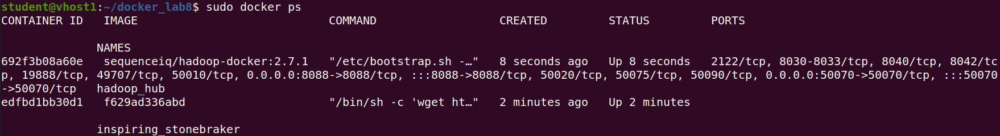 student@vhost1:~/docker_lab8$ sudo docker ps
CONTAINER ID   IMAGE                            COMMAND                  CREATED         STATUS         PORTS
NAMES
692f3b08a60e   sequenceiq/hadoop-docker:2.7.1   "/etc/bootstrap.sh -…"   8 seconds ago   Up 8 seconds   2122/tcp, 8030-8033/tcp, 8040/tcp, 8042/tc
p, 19888/tcp, 49707/tcp, 50010/tcp, 0.0.0.0:8088->8088/tcp, :::8088->8088/tcp, 50020/tcp, 50075/tcp, 50090/tcp, 0.0.0.0:50070->50070/tcp, :::50070
->50070/tcp   hadoop_hub
edfbd1bb30d1   f629ad336abd                     "/bin/sh -c 'wget ht…"   2 minutes ago   Up 2 minutes
inspiring_stonebraker